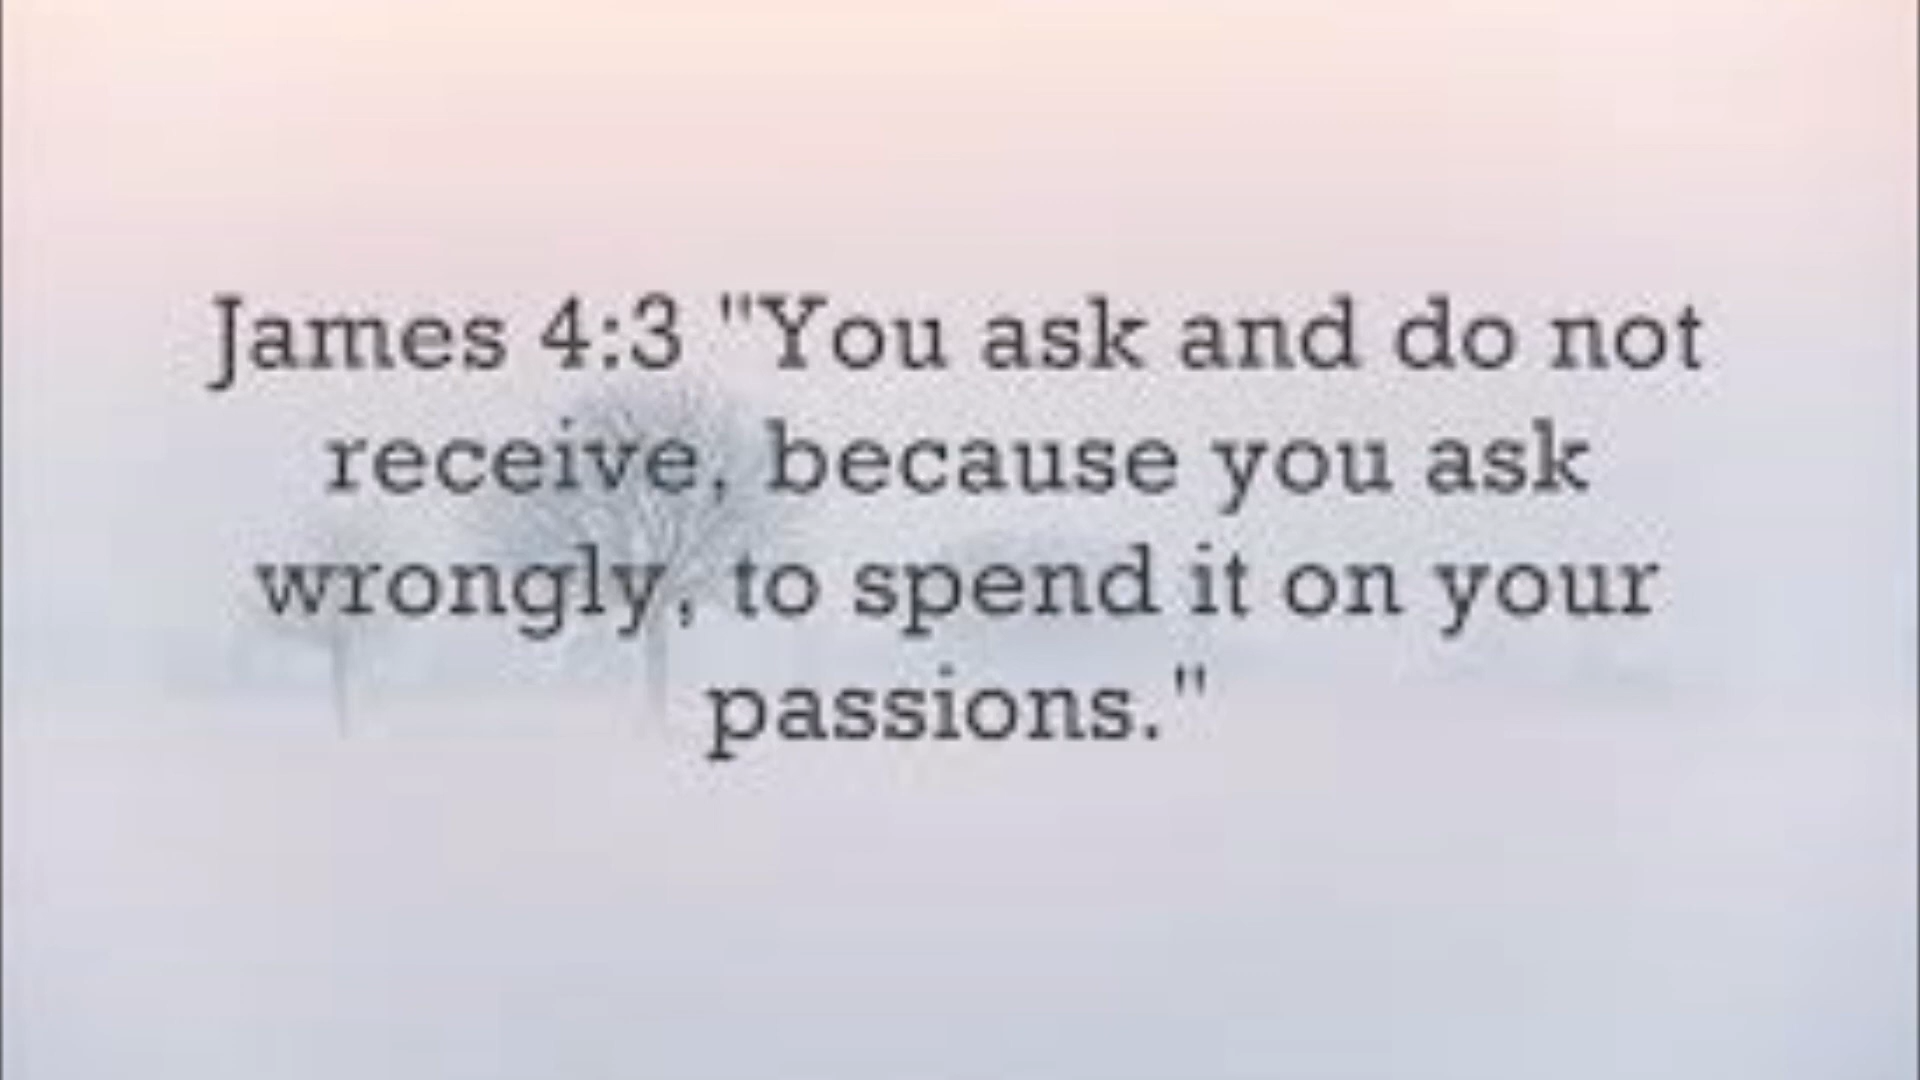 James 4:3 "You ask and do not
receive, because you ask
wrongly, to spend it on your
passions."